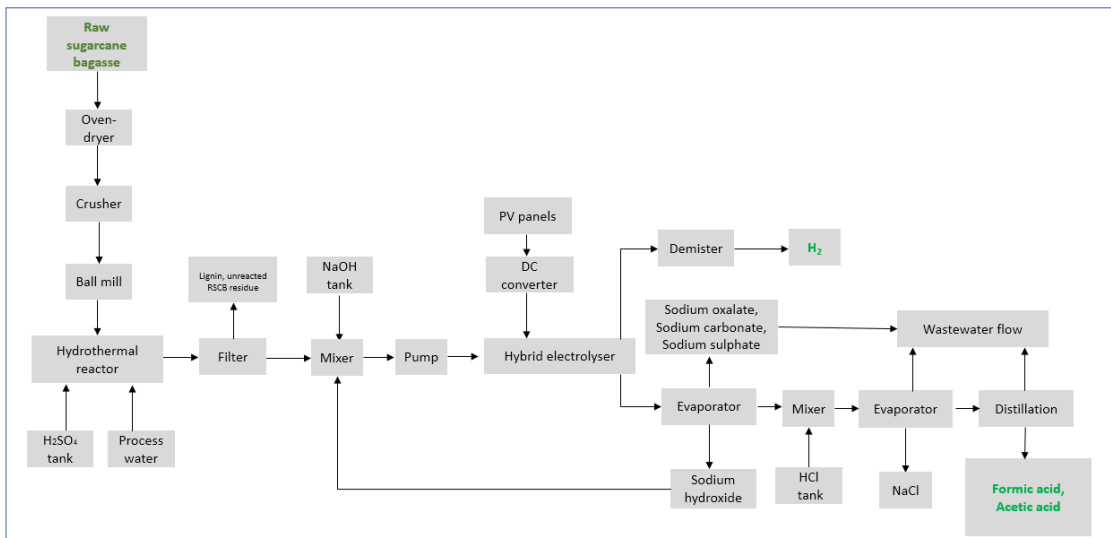 Raw
sugarcane
bagasse
Oven-
dryer
Crusher
Ball mill
Hydrothermal
reactor
H₂SO₄
tank
Process
water
Lignin, unreacted
RSCB residue
Filter
NaOH
tank
Mixer
Pump
PV panels
DC
converter
Hybrid electrolyser
Demister
H₂
Sodium oxalate,
Sodium carbonate,
Sodium sulphate
Wastewater flow
Evaporator
Mixer
Evaporator
Distillation
Sodium
hydroxide
HCl
tank
NaCl
Formic acid,
Acetic acid